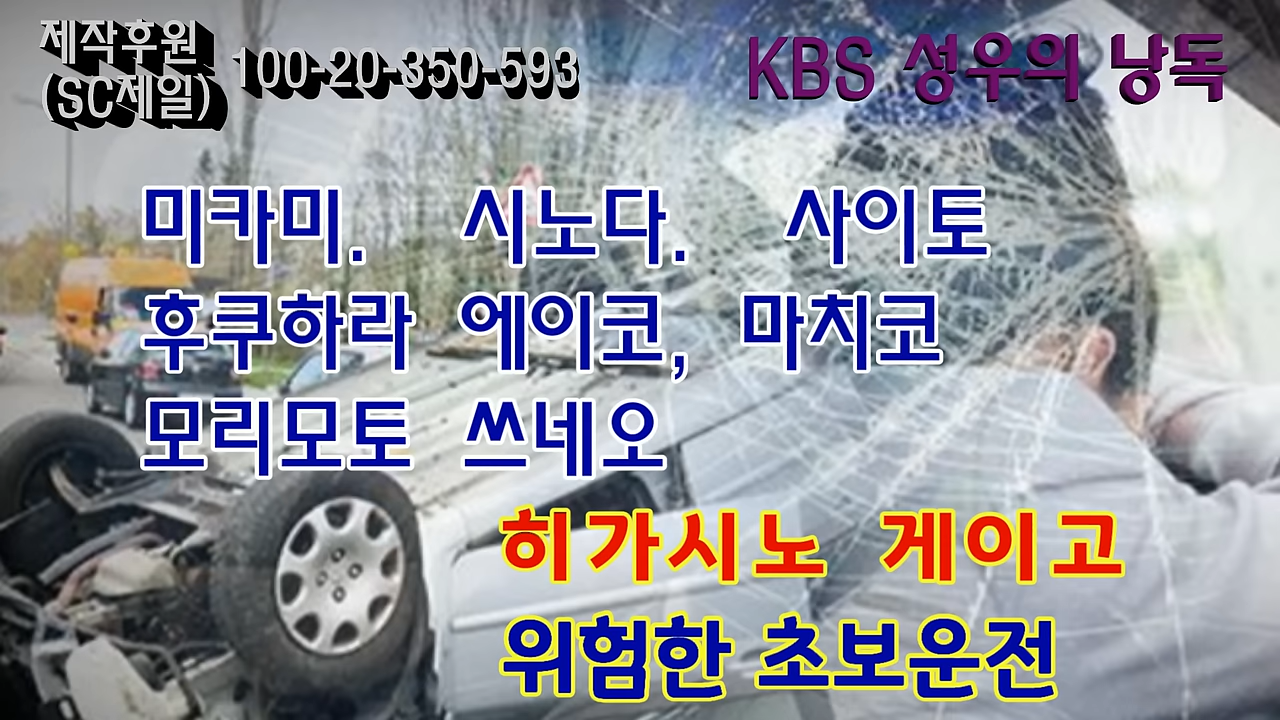 제작후원
(SC제일)
100-20-350-593
KBS 성우의 낭독
미카미. 시노다. 사이토
후쿠하라 에이코, 마치코
모리모토 쓰네오
히가시노 게이고
위험한 초보운전